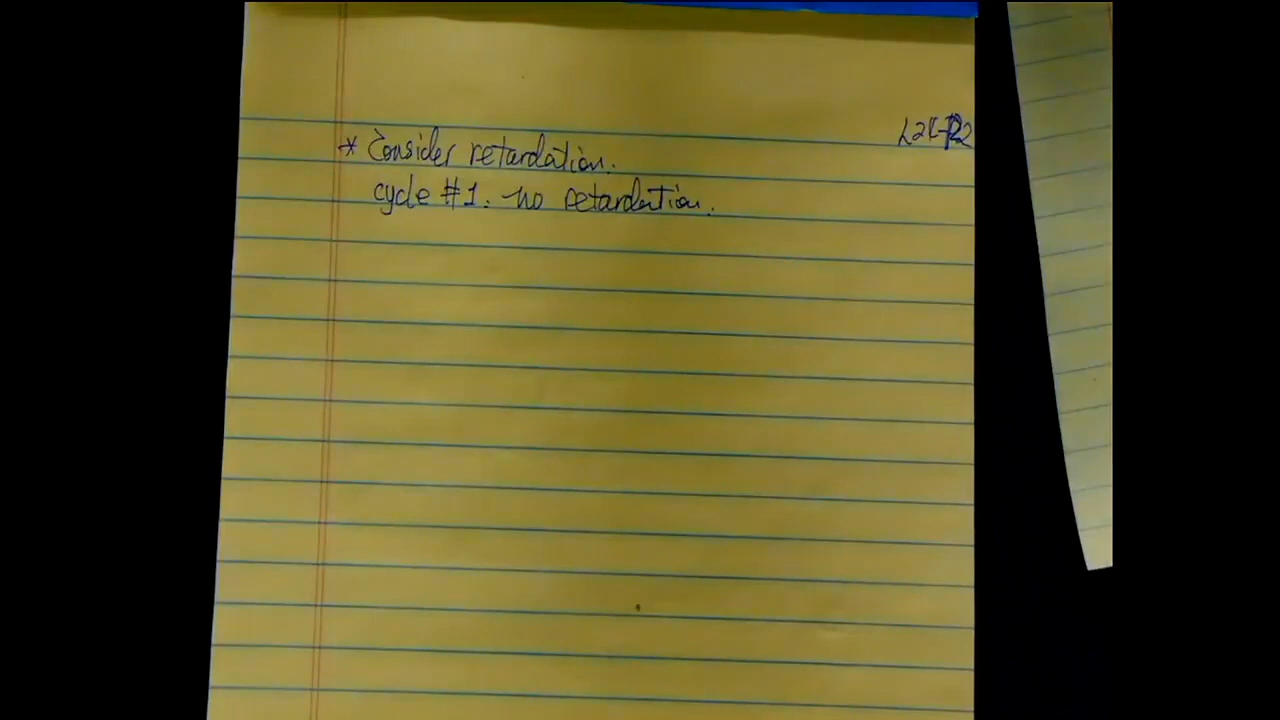 * Consider retardation.
cycle #1. no retardation.